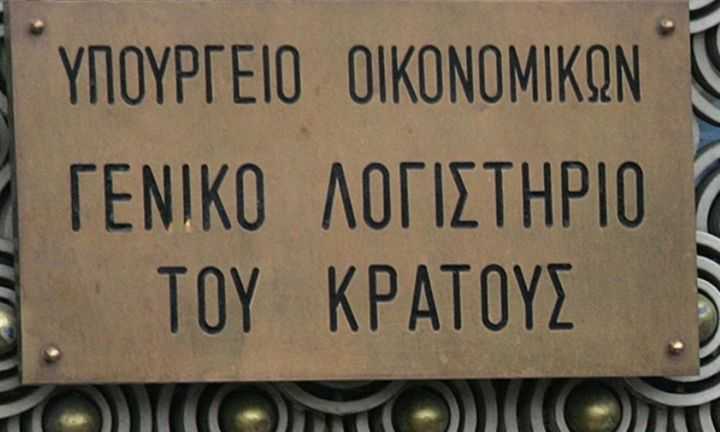 ΥΠΟΥΡΓΕΙΟ ΟΙΚΟΝΟΜΙΚΩΝ
ΓΕΝΙΚΟ ΛΟΓΙΣΤΗΡΙΟ
ΤΟΥ ΚΡΑΤΟΥΣ